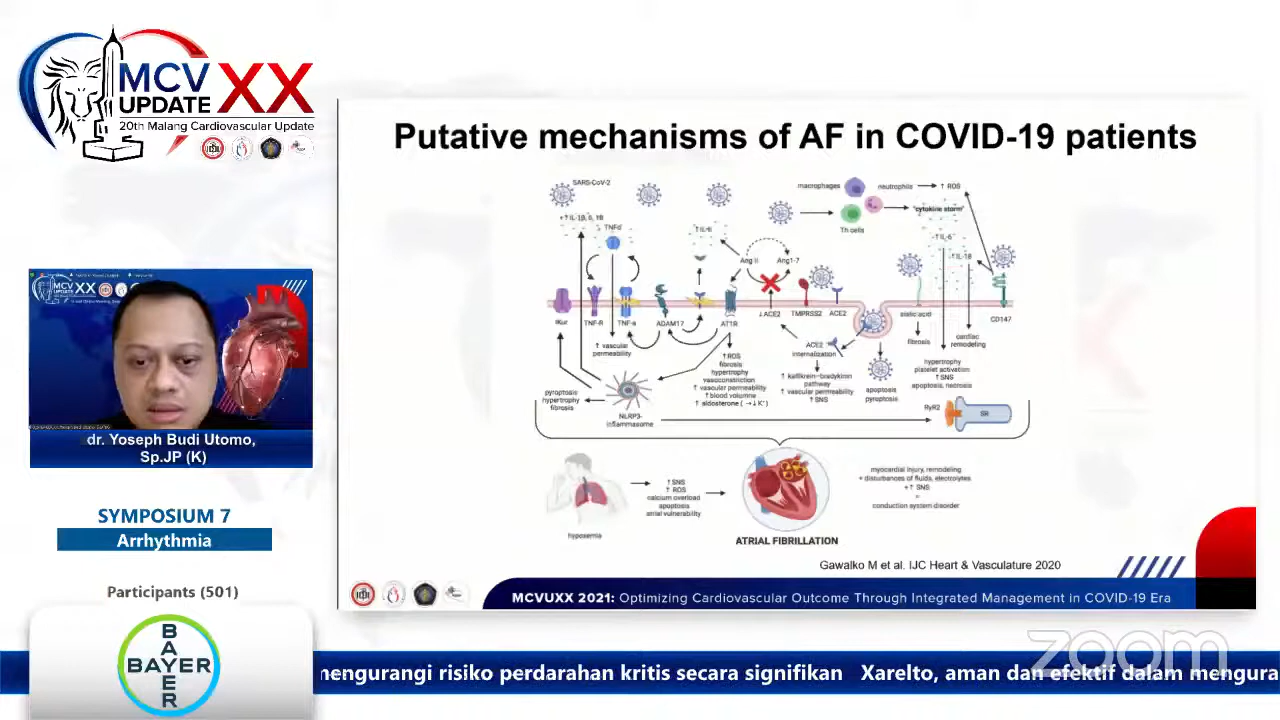 MCV
UPDATE
XX
20th Malang Cardiovascular Update
dr. Yoseph Budi Utomo,
Sp.JP (K)
SYMPOSIUM 7
Arrhythmia
Participants (501)
BAYER
BAYER
Putative mechanisms of AF in COVID-19 patients
SARS-CoV-2
macrophages
neutrophils
↑ ROS
"cytokine storm"
Th cells
↑ IL-6
Ang II
Ang1-7
↑ IL-6
IKur
TNF-R
TNF-a
ADAM17
AT1R
↓ACE2
TMPRSS2
ACE2
sialic acid
CD147
↑ vascular
permeability
↑ROS
fibrosis
hypertrophy
vasoconstriction
↑ vascular permeability
↑ blood volume
↑ aldosterone ( →↓ K⁺)
ACE2
internalization
↑ kallikrein-bradykinin
pathway
↑ vascular permeability
↑ SNS
apoptosis
pyroptosis
fibrosis
cardiac
remodeling
hypertrophy
platelet activation
↑ SNS
apoptosis, necrosis
pyroptosis
hypertrophy
fibrosis
NLRP3-
inflammasome
RyR2
SR
hypoxemia
↑ SNS
↑ ROS
calcium overload
apoptosis
atrial vulnerability
ATRIAL FIBRILLATION
myocardial injury, remodeling
+ disturbances of fluids, electrolytes
+↑ SNS
=
conduction system disorder
Gawalko M et al. IJC Heart & Vasculature 2020
MCVUXX 2021: Optimizing Cardiovascular Outcome Through Integrated Management in COVID-19 Era
zoom
mengurangi risiko perdarahan kritis secara signifikan Xarelto, aman dan efektif dalam mengura